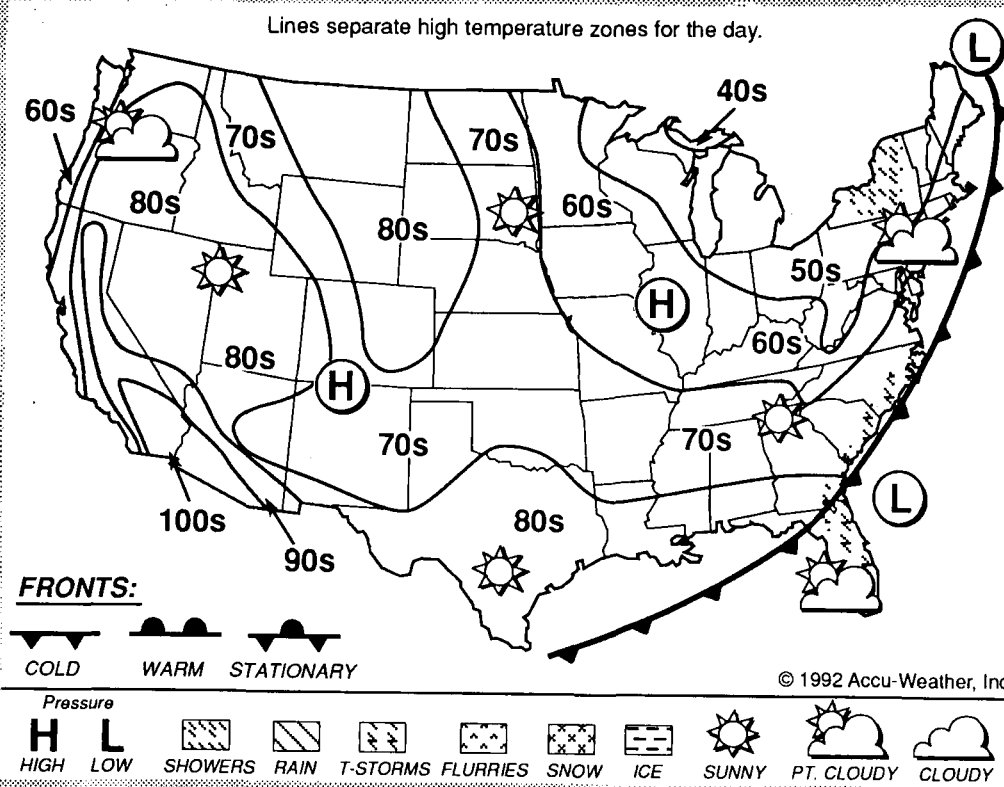 Lines separate high temperature zones for the day.
L
60s
40s
70s
70s
80s
60s
80s
50s
H
60s
80s
H
70s
70s
L
100s
80s
90s
FRONTS:
COLD WARM STATIONARY
© 1992 Accu-Weather, Inc
Pressure
H L
HIGH LOW SHOWERS RAIN T-STORMS FLURRIES SNOW ICE SUNNY PT. CLOUDY CLOUDY